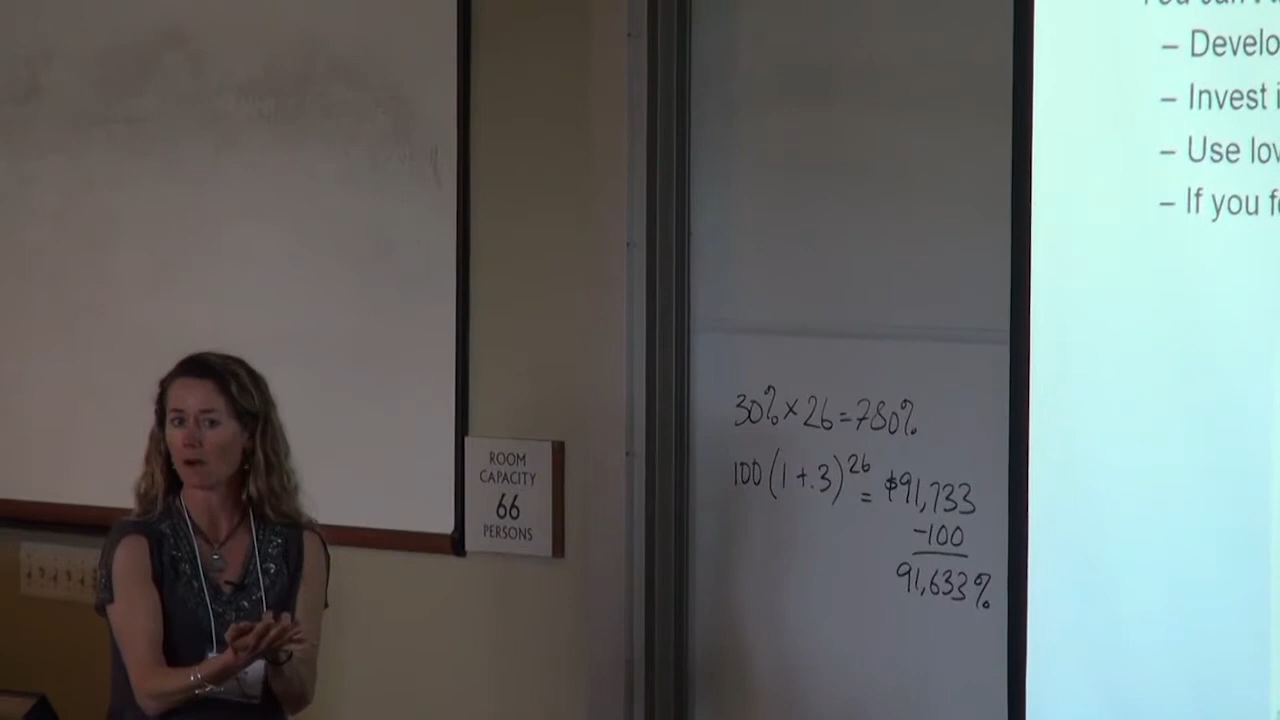 ROOM
CAPACITY
66
PERSONS
30% × 26 = 780%
100 (1 + .3)^26 = $91,733
-100
91,633%
– Develo
– Invest i
– Use lo
– If you f